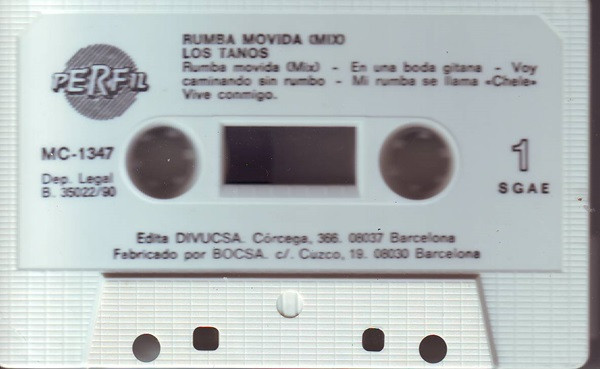 RUMBA MOVIDA (MIX)
LOS TANOS
Rumba movida (Mix) - En una boda gitana - Voy
caminando sin rumbo - Mi rumba se llama «Chele»
Vive conmigo.
PERFIL
MC-1347
Dep. Legal
B. 35022/90
1
SGAE
Edita DIVUCSA. Córcega, 366. 08037 Barcelona
Fabricado por BOCSA. c/. Cuzco, 19. 08030 Barcelona